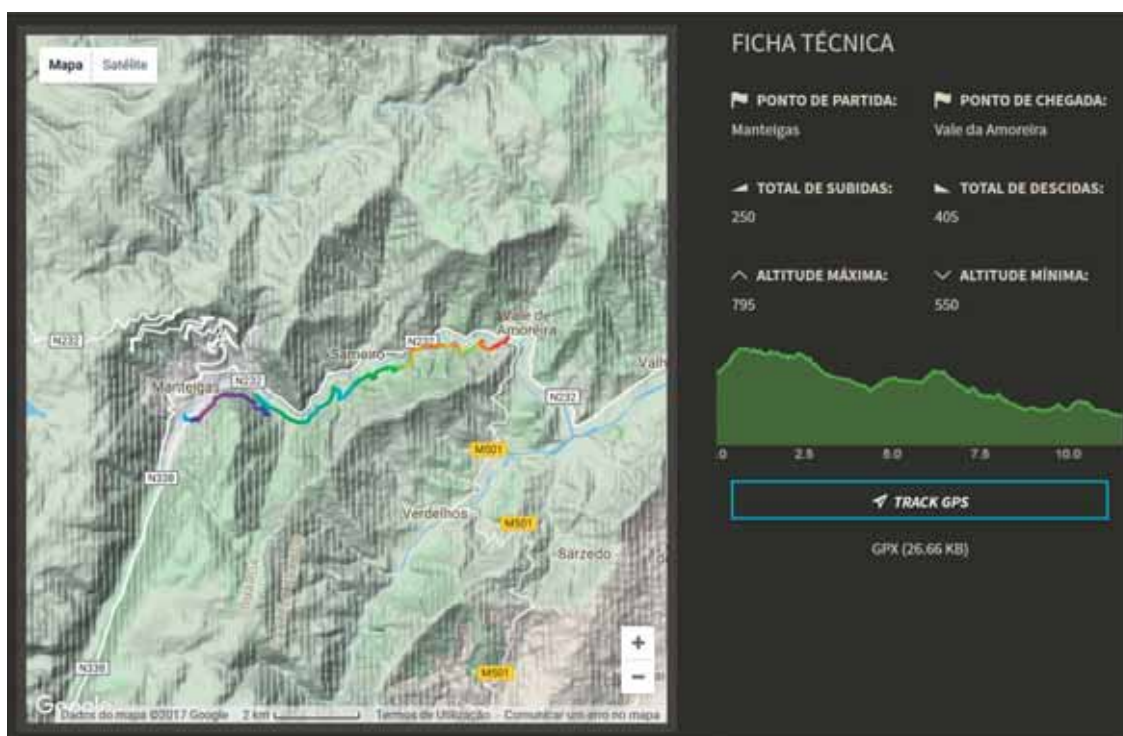 Mapa Satélite
N232
Manteigas
N232
Sameiro
N232
Vale de
Amoreira
Valh
N232
M501
N338
Verdelhos
M501
Sarzedo
N338
M501
+
−
Google
Dados do mapa ©2017 Google 2 km Termos de Utilização Comunicar um erro no mapa
FICHA TÉCNICA
PONTO DE PARTIDA: PONTO DE CHEGADA:
Manteigas Vale da Amoreira
TOTAL DE SUBIDAS: TOTAL DE DESCIDAS:
250 405
ALTITUDE MÁXIMA: ALTITUDE MÍNIMA:
795 550
.0 2.5 5.0 7.5 10.0
TRACK GPS
GPX (26.66 KB)